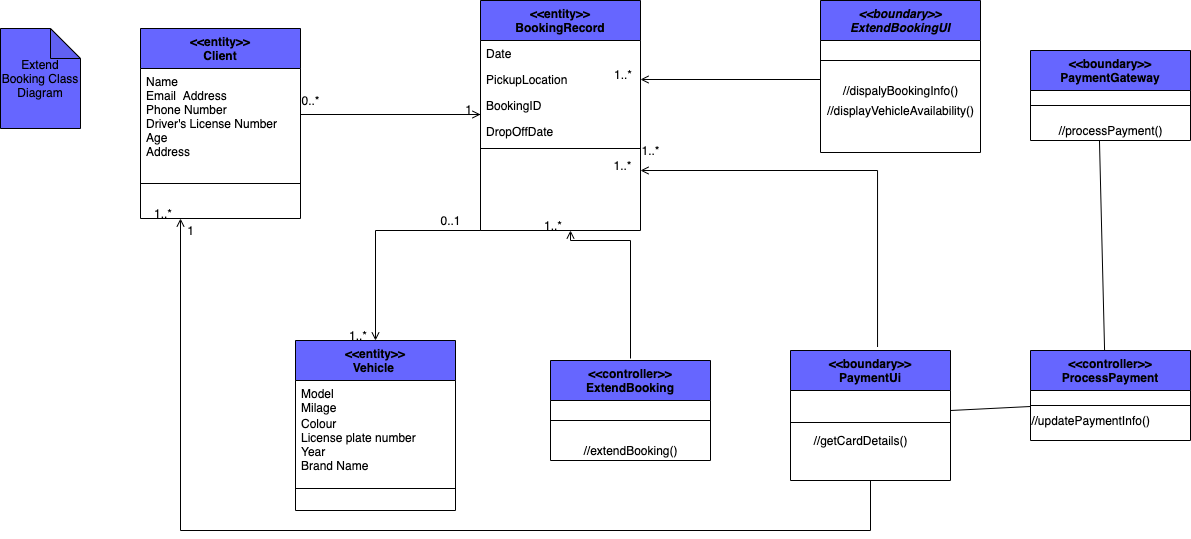 Extend
Booking Class
Diagram
<<entity>>
Client
Name
Email  Address
Phone Number
Driver's License Number
Age
Address
0..*
1
1..*
1
<<entity>>
BookingRecord
Date
PickupLocation
BookingID
DropOffDate
1..*
1..*
1..*
1..*
0..1
<<boundary>>
ExtendBookingUI
//dispalyBookingInfo()
//displayVehicleAvailability()
<<boundary>>
PaymentGateway
//processPayment()
1..*
<<entity>>
Vehicle
Model
Milage
Colour
License plate number
Year
Brand Name
<<controller>>
ExtendBooking
//extendBooking()
<<boundary>>
PaymentUi
//getCardDetails()
<<controller>>
ProcessPayment
//updatePaymentInfo()